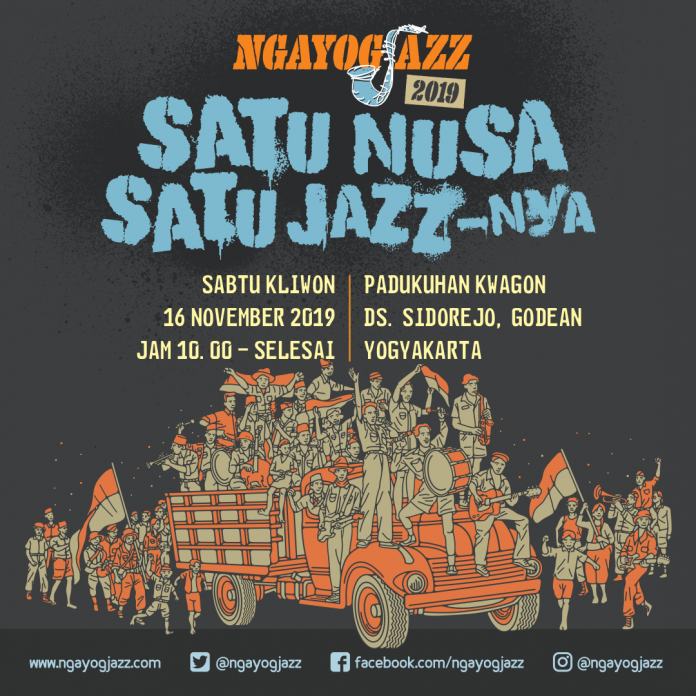 NGAYOGJAZZ
2019
SATU NUSA
SATU JAZZ-NYA
SABTU KLIWON
16 NOVEMBER 2019
JAM 10.00 – SELESAI
PADUKUHAN KWAGON
DS. SIDOREJO, GODEAN
YOGYAKARTA
www.ngayogjazz.com @ngayogjazz facebook.com/ngayogjazz @ngayogjazz